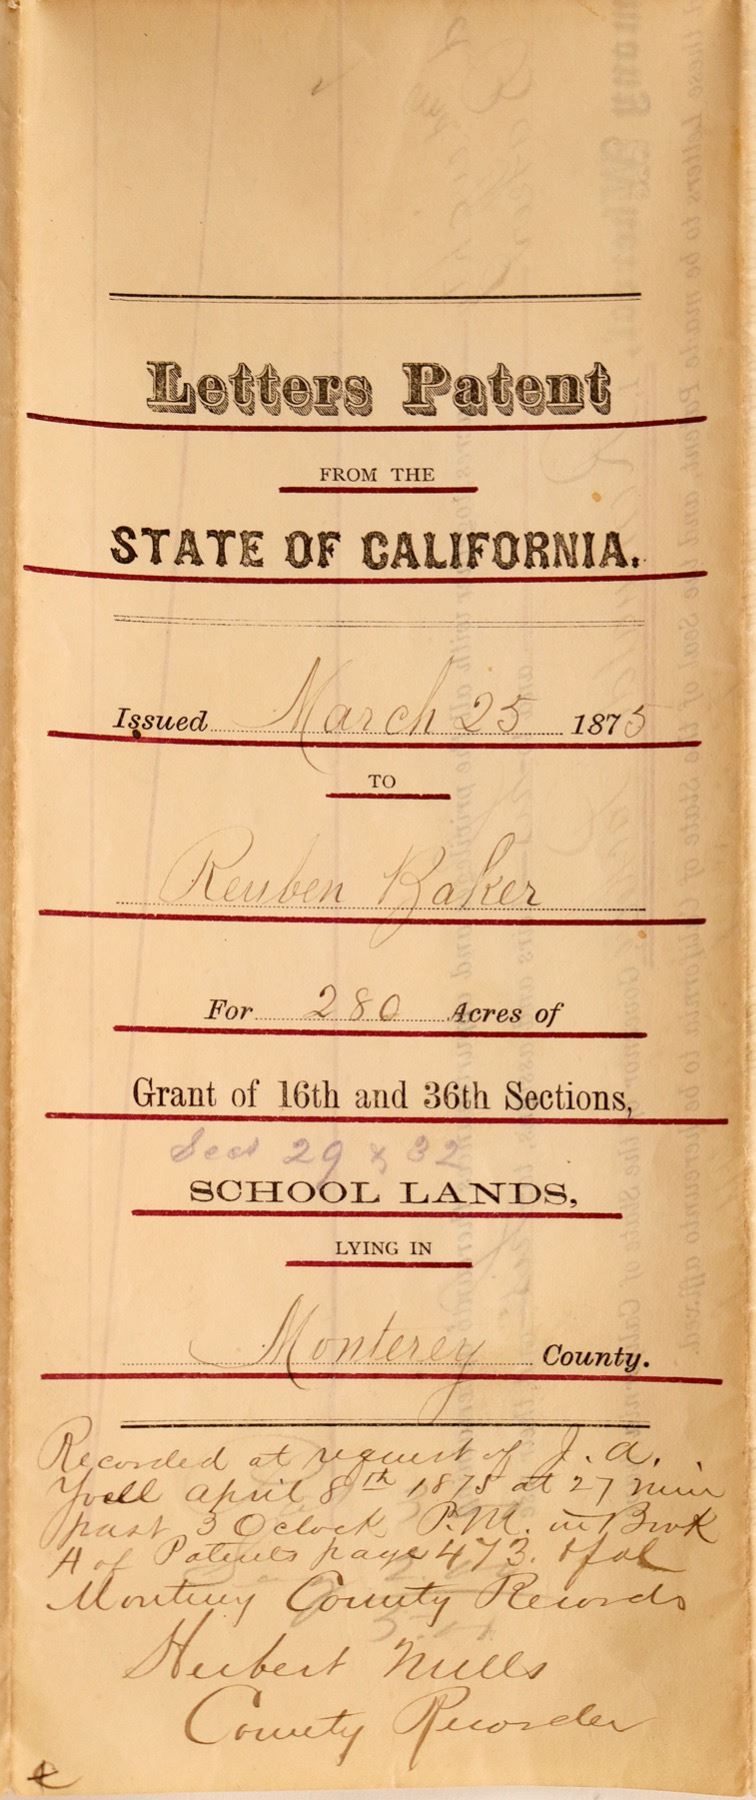 Letters Patent
FROM THE
STATE OF CALIFORNIA.
Issued March 25 1875
TO
Reuben Baker
For 280 Acres of
Grant of 16th and 36th Sections,
Secs 29 & 32
SCHOOL LANDS,
LYING IN
Monterey County.
Recorded at request of J. A.
Yoell April 8th 1875 at 27 min
past 3 Oclock P.M. in Book
A of Patents page 473. &fol
Monterey County Records
Herbert Mills
County Recorder